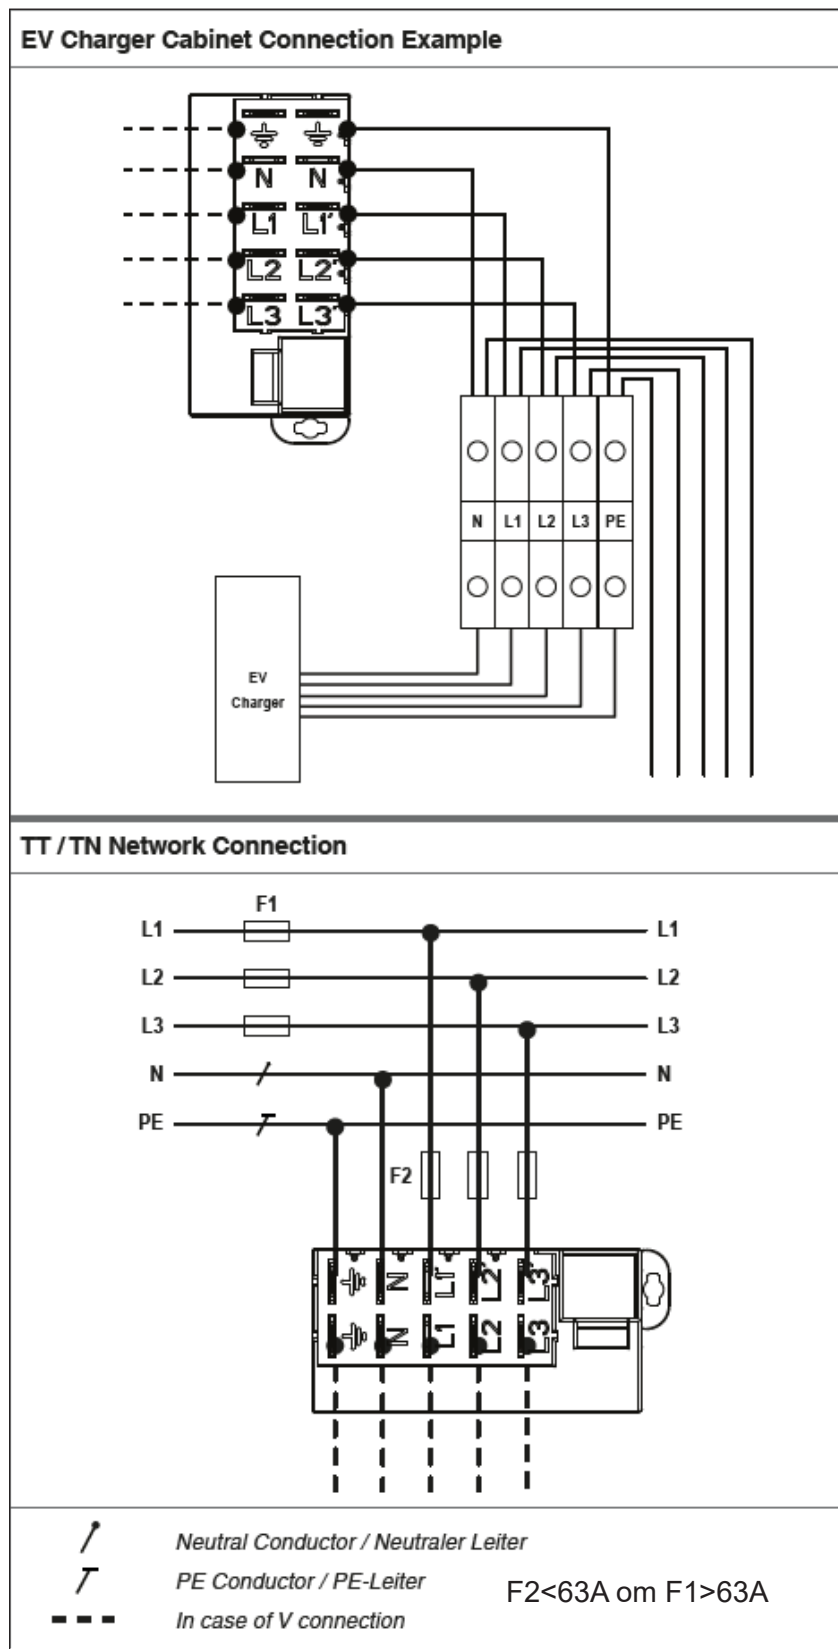 EV Charger Cabinet Connection Example
N N
L1 L1'
L2 L2'
L3 L3'
N L1 L2 L3 PE
EV
Charger
TT / TN Network Connection
F1
L1 L1
L2 L2
L3 L3
N N
PE PE
F2
N L1' L2' L3'
N L1 L2 L3
Neutral Conductor / Neutraler Leiter
PE Conductor / PE-Leiter
F2<63A om F1>63A
In case of V connection